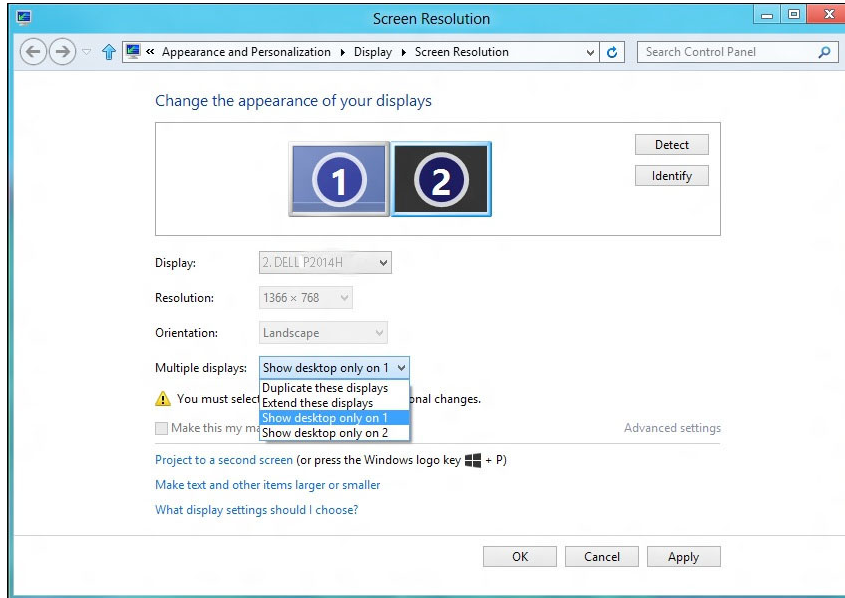 Screen Resolution
« Appearance and Personalization Display Screen Resolution
Search Control Panel
Change the appearance of your displays
1 2
Detect
Identify
Display: 2. DELL P2014H
Resolution: 1366 × 768
Orientation: Landscape
Multiple displays: Show desktop only on 1
Duplicate these displays
Extend these displays
Show desktop only on 1
Show desktop only on 2
You must select onal changes.
Make this my ma
Advanced settings
Project to a second screen (or press the Windows logo key + P)
Make text and other items larger or smaller
What display settings should I choose?
OK Cancel Apply